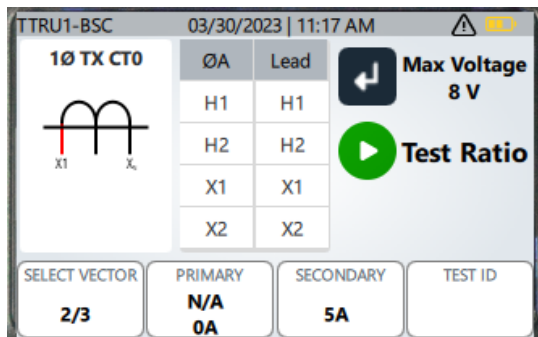 TTRU1-BSC 03/30/2023 | 11:17 AM
1Ø TX CT0
ØA Lead
H1 H1
H2 H2
X1 X1
X2 X2
X1
Max Voltage
8 V
Test Ratio
SELECT VECTOR
2/3
PRIMARY
N/A
0A
SECONDARY
5A
TEST ID